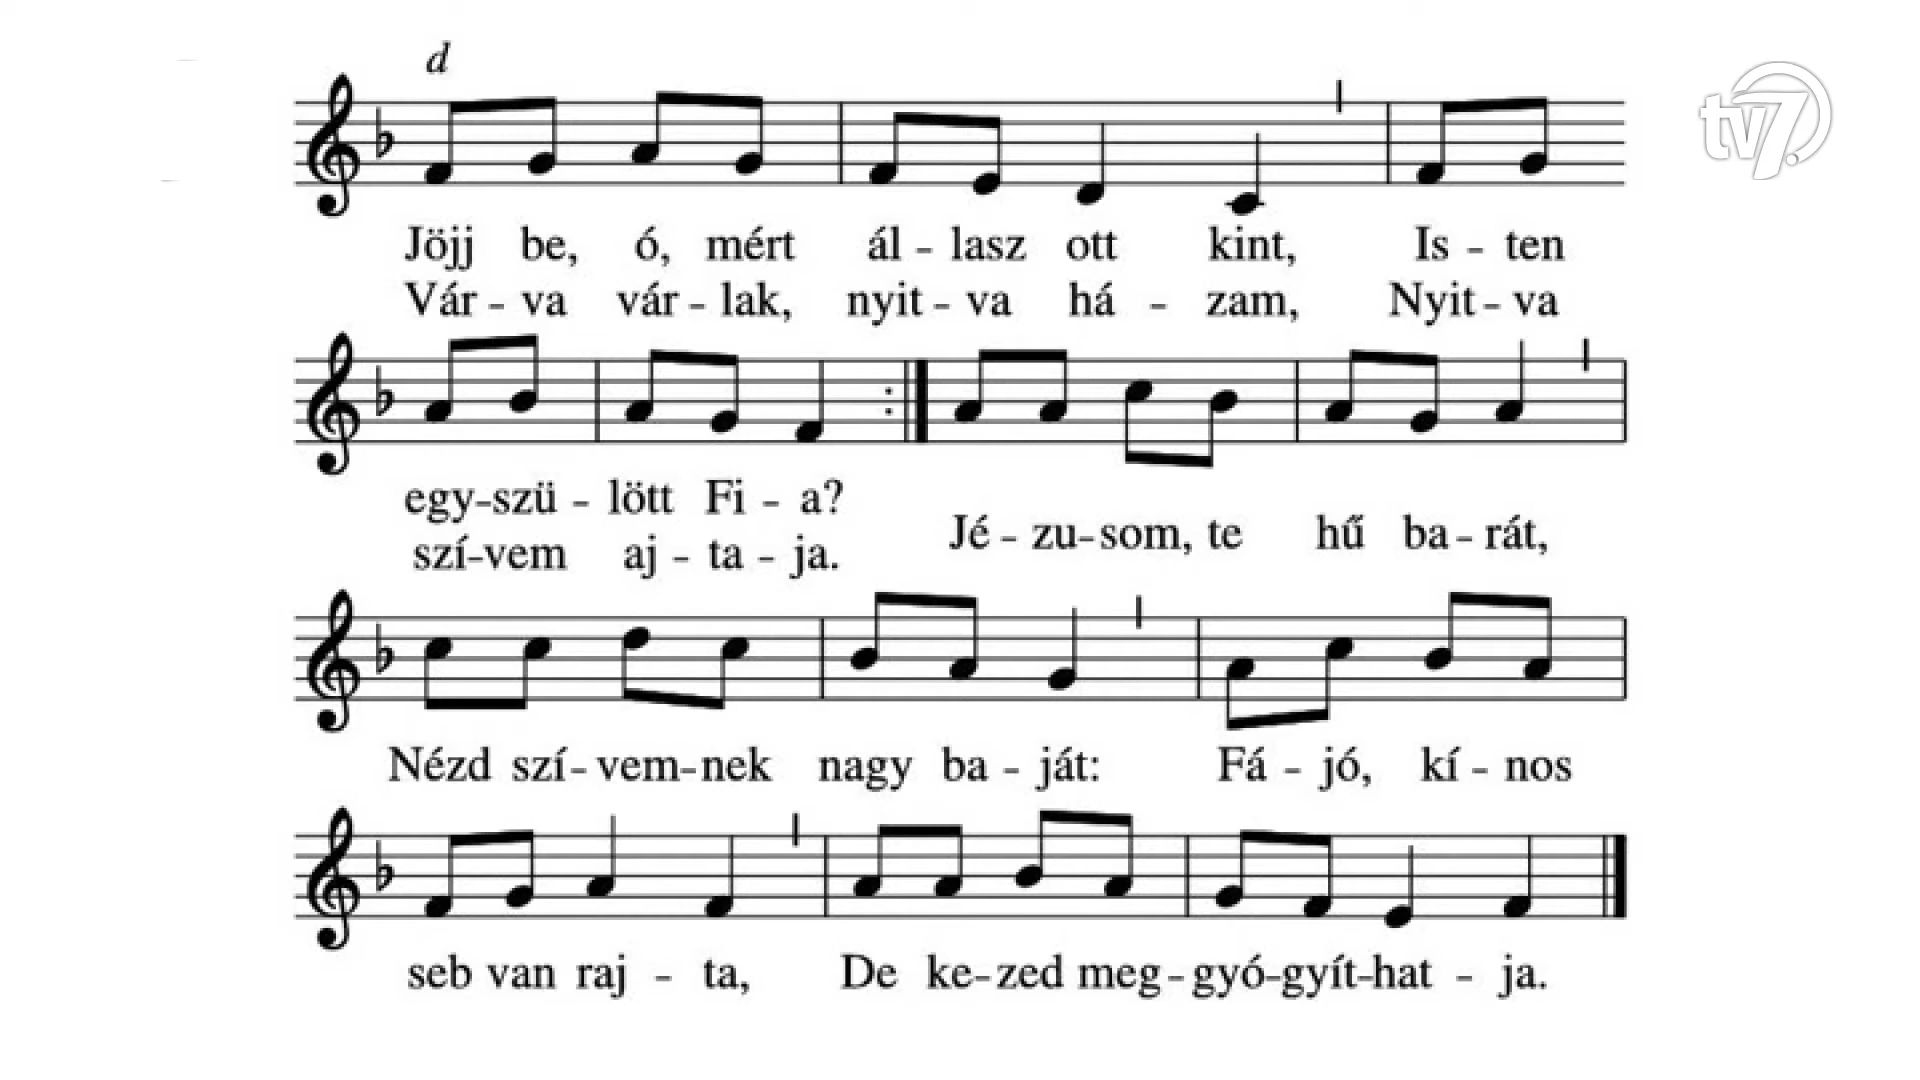 d
tv7
Jöjj be, ó, mért ál - lasz ott kint, Is - ten
Vár - va vár - lak, nyit - va há - zam, Nyit - va
egy-szü - lött Fi - a?
szí-vem aj - ta - ja.
Jé - zu-som, te hű ba - rát,
Nézd szí-vem-nek nagy ba - ját: Fá - jó, kí - nos
seb van raj - ta, De ke-zed meg-gyó-gyít-hat - ja.